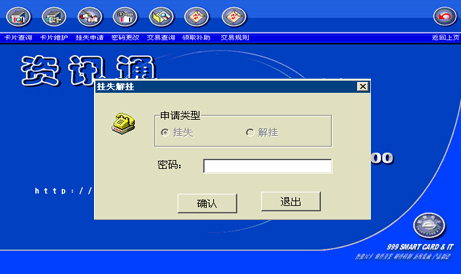 卡片查询 卡片维护 挂失申请 密码更改 交易查询 领取补助 交易规则 返回上页
资讯通
挂失解挂
申请类型
挂失 解挂
密码：
00
确认 退出
http://
999 SMART CARD & IT